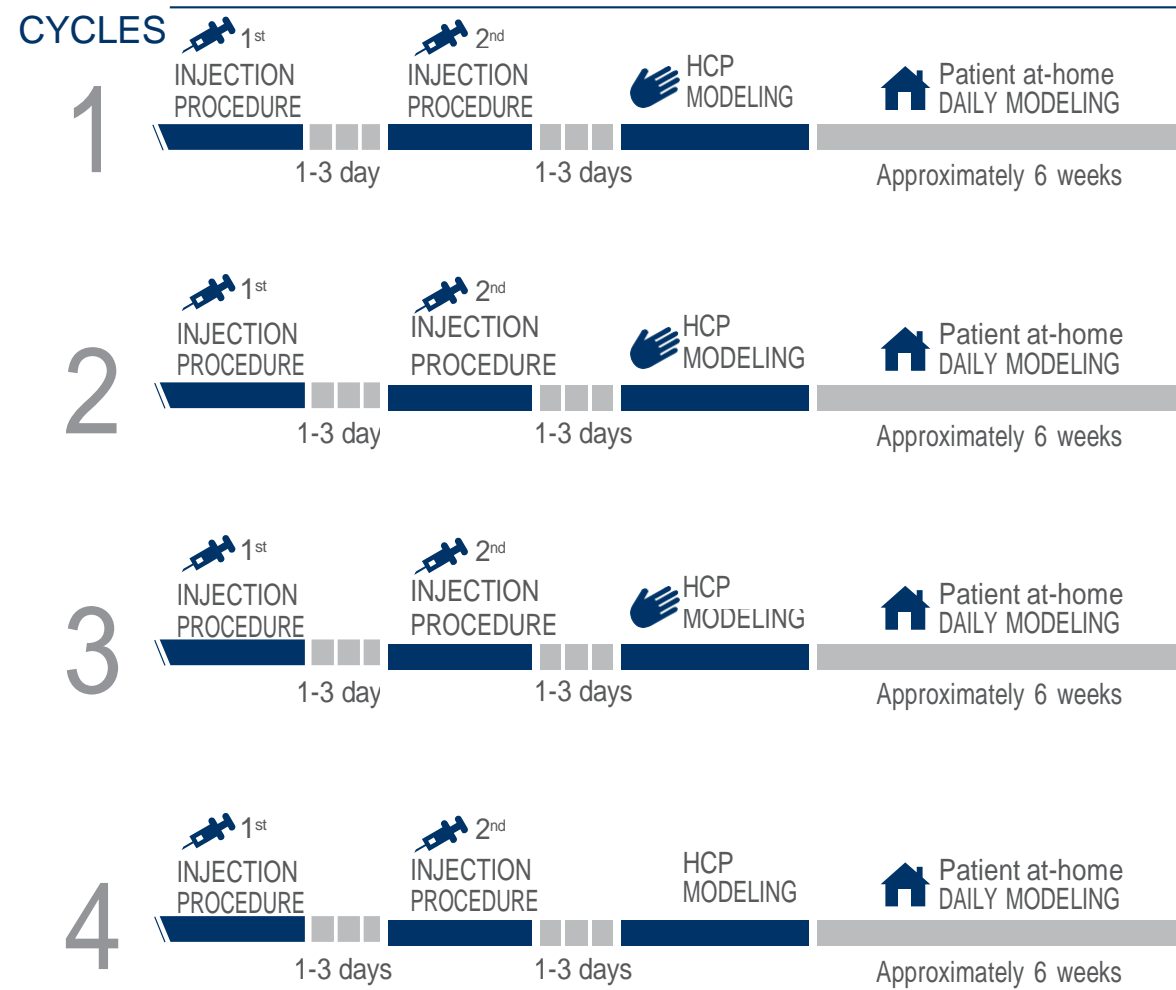 CYCLES
1
1st
INJECTION
PROCEDURE
2nd
INJECTION
PROCEDURE
HCP
MODELING
Patient at-home
DAILY MODELING
1-3 day
1-3 days
Approximately 6 weeks
2
1st
INJECTION
PROCEDURE
2nd
INJECTION
PROCEDURE
HCP
MODELING
Patient at-home
DAILY MODELING
1-3 day
1-3 days
Approximately 6 weeks
3
1st
INJECTION
PROCEDURE
2nd
INJECTION
PROCEDURE
HCP
MODELING
Patient at-home
DAILY MODELING
1-3 day
1-3 days
Approximately 6 weeks
4
1st
INJECTION
PROCEDURE
2nd
INJECTION
PROCEDURE
HCP
MODELING
Patient at-home
DAILY MODELING
1-3 days
1-3 days
Approximately 6 weeks